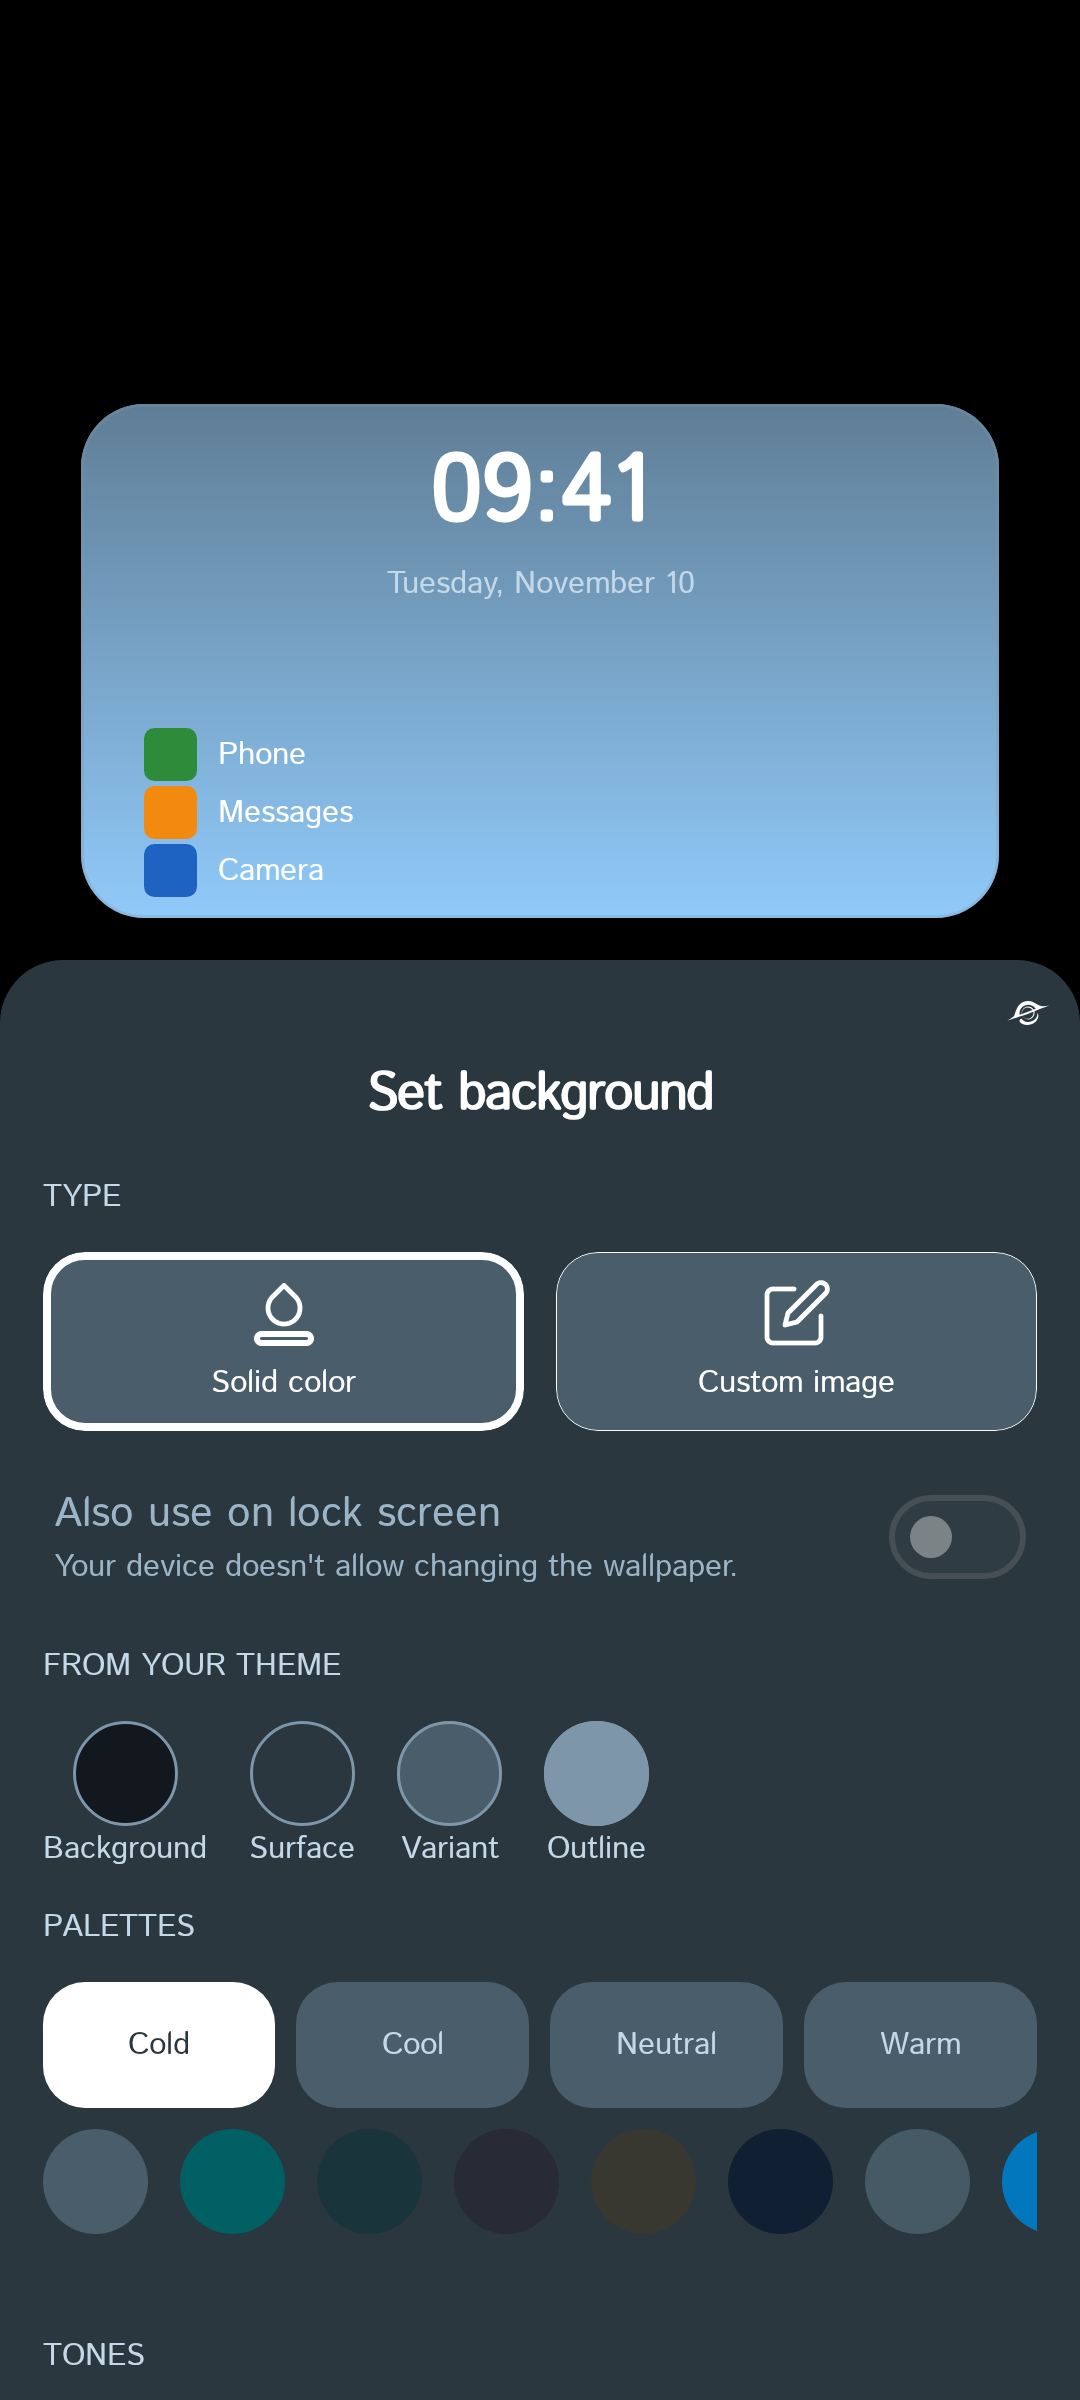 09:41
Tuesday, November 10
Phone
Messages
Camera
Set background
TYPE
Solid color
Custom image
Also use on lock screen
Your device doesn't allow changing the wallpaper.
FROM YOUR THEME
Background
Surface
Variant
Outline
PALETTES
Cold
Cool
Neutral
Warm
TONES